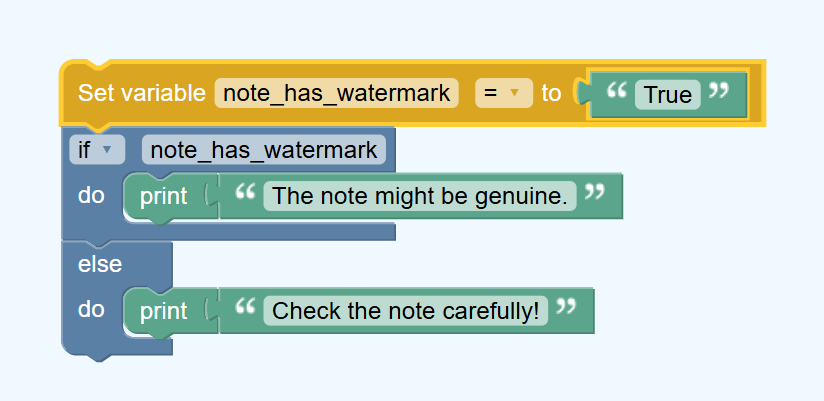 Set variable note_has_watermark = to “ True ”
if note_has_watermark
do print “ The note might be genuine. ”
else
do print “ Check the note carefully! ”